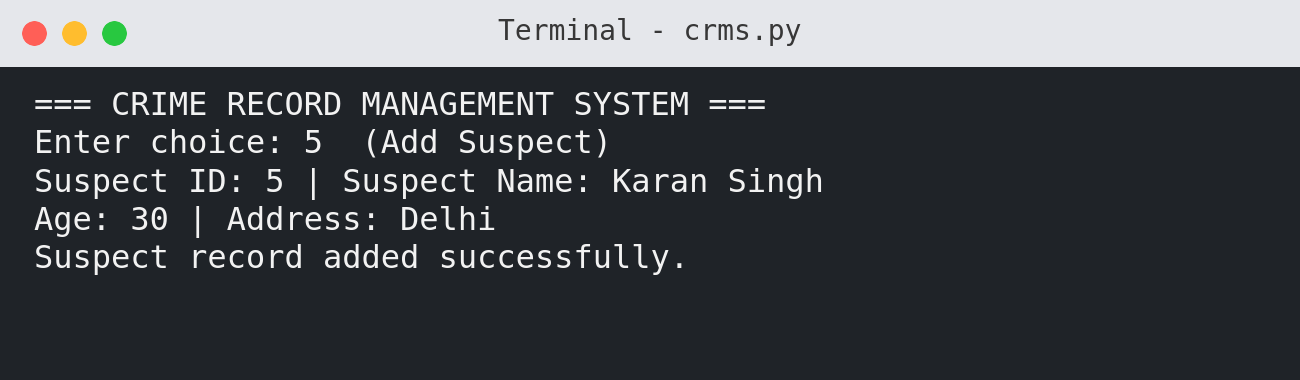 Terminal - crms.py
=== CRIME RECORD MANAGEMENT SYSTEM ===
Enter choice: 5  (Add Suspect)
Suspect ID: 5 | Suspect Name: Karan Singh
Age: 30 | Address: Delhi
Suspect record added successfully.